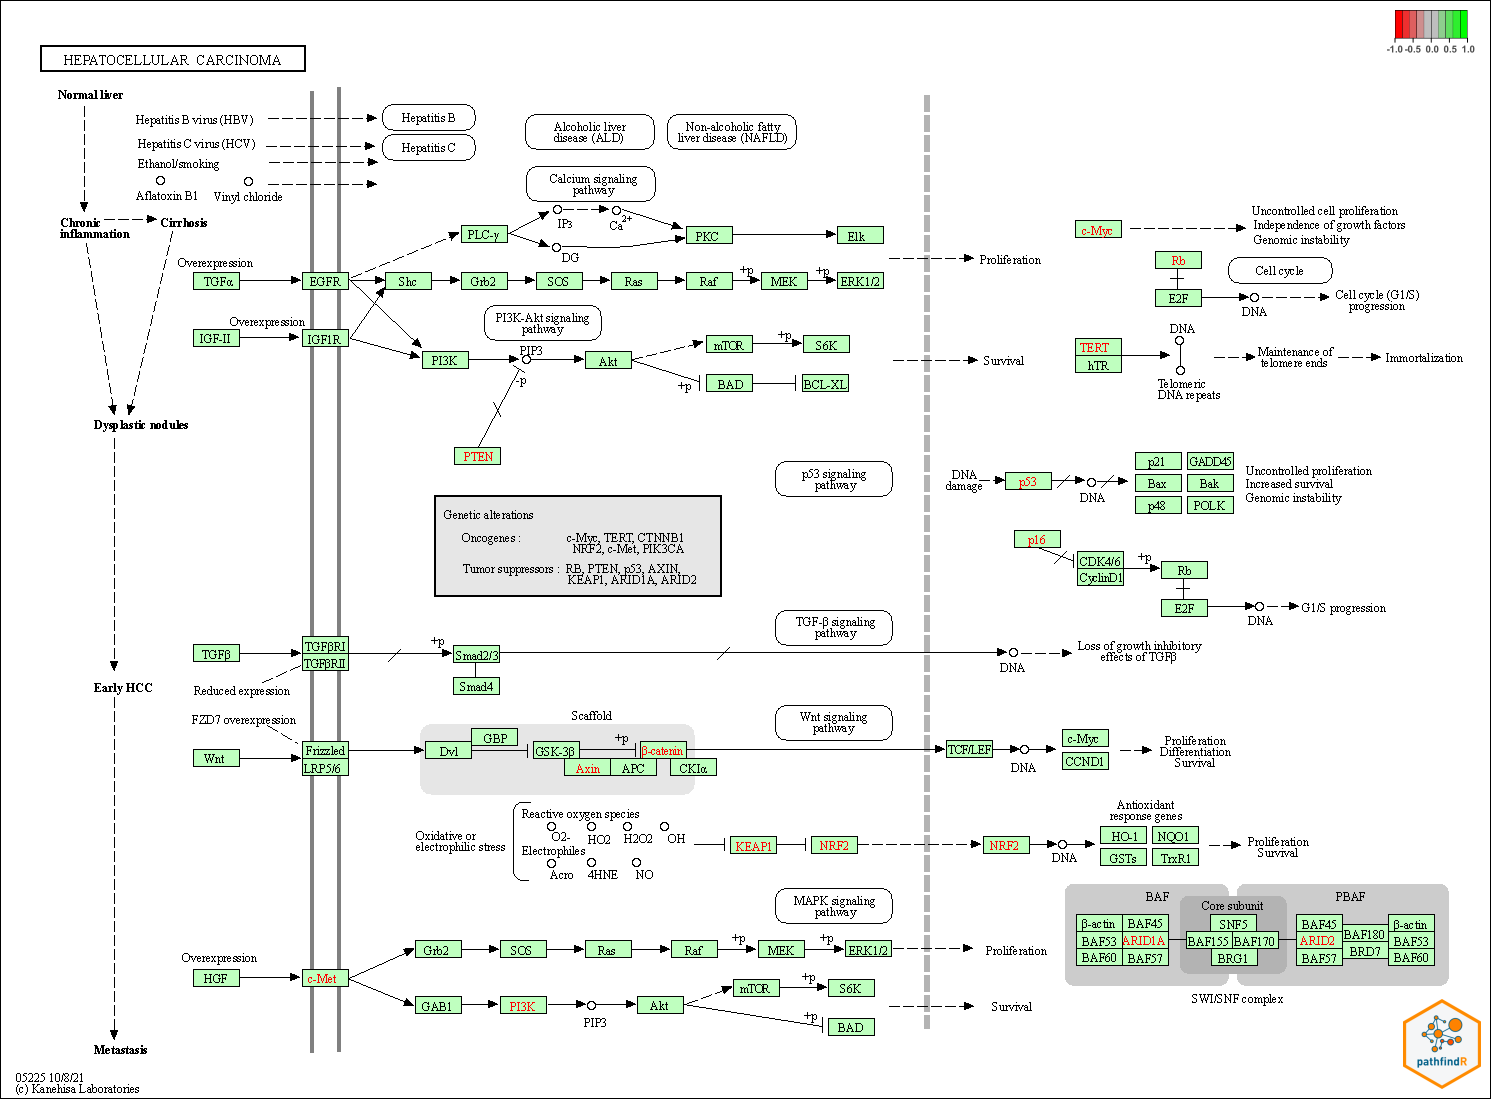 -1.0 -0.5 0.0 0.5 1.0
HEPATOCELLULAR CARCINOMA
Normal liver
Hepatitis B virus (HBV)
Hepatitis B
Hepatitis C virus (HCV)
Hepatitis C
Ethanol/smoking
Aflatoxin B1
Vinyl chloride
Alcoholic liver
disease (ALD)
Non-alcoholic fatty
liver disease (NAFLD)
Calcium signaling
pathway
Chronic
inflammation
Cirrhosis
IP3
Ca2+
DG
PLC-γ
PKC
Elk
Overexpression
TGFα
EGFR
Shc
Grb2
SOS
Ras
Raf
+p
MEK
+p
ERK1/2
Proliferation
Overexpression
IGF-II
IGF1R
PI3K-Akt signaling
pathway
PI3K
PIP3
-p
Akt
mTOR
+p
S6K
+p
BAD
BCL-XL
Survival
PTEN
Dysplastic nodules
c-Myc
Uncontrolled cell proliferation
Independence of growth factors
Genomic instability
Rb
E2F
Cell cycle
DNA
Cell cycle (G1/S)
progression
TERT
hTR
DNA
Telomeric
DNA repeats
Maintenance of
telomere ends
Immortalization
p53 signaling
pathway
DNA
damage
p53
DNA
p21
GADD45
Bax
Bak
p48
POLK
Uncontrolled proliferation
Increased survival
Genomic instability
p16
CDK4/6
CyclinD1
+p
Rb
E2F
DNA
G1/S progression
Genetic alterations
Oncogenes : c-Myc, TERT, CTNNB1
NRF2, c-Met, PIK3CA
Tumor suppressors : RB, PTEN, p53, AXIN,
KEAP1, ARID1A, ARID2
TGF-β signaling
pathway
TGFβ
TGFβRI
TGFβRII
+p
Smad2/3
Smad4
DNA
Loss of growth inhibitory
effects of TGFβ
Reduced expression
Early HCC
FZD7 overexpression
Wnt
Frizzled
LRP5/6
Scaffold
Dvl
GBP
GSK-3β
+p
β-catenin
Axin
APC
CKIα
Wnt signaling
pathway
TCF/LEF
DNA
c-Myc
CCND1
Proliferation
Differentiation
Survival
Oxidative or
electrophilic stress
Reactive oxygen species
O2-
HO2
H2O2
OH
Electrophiles
Acro
4HNE
NO
KEAP1
NRF2
NRF2
DNA
Antioxidant
response genes
HO-1
NQO1
GSTs
TrxR1
Proliferation
Survival
MAPK signaling
pathway
Overexpression
HGF
c-Met
Grb2
SOS
Ras
Raf
+p
MEK
+p
ERK1/2
Proliferation
GAB1
PI3K
PIP3
Akt
mTOR
+p
S6K
+p
BAD
Survival
BAF
PBAF
Core subunit
β-actin
BAF45
BAF53
ARID1A
BAF60
BAF57
SNF5
BAF155
BAF170
BRG1
BAF45
ARID2
BAF57
BAF180
BRD7
β-actin
BAF53
BAF60
SWI/SNF complex
Metastasis
05225 10/8/21
(c) Kanehisa Laboratories
pathfindR